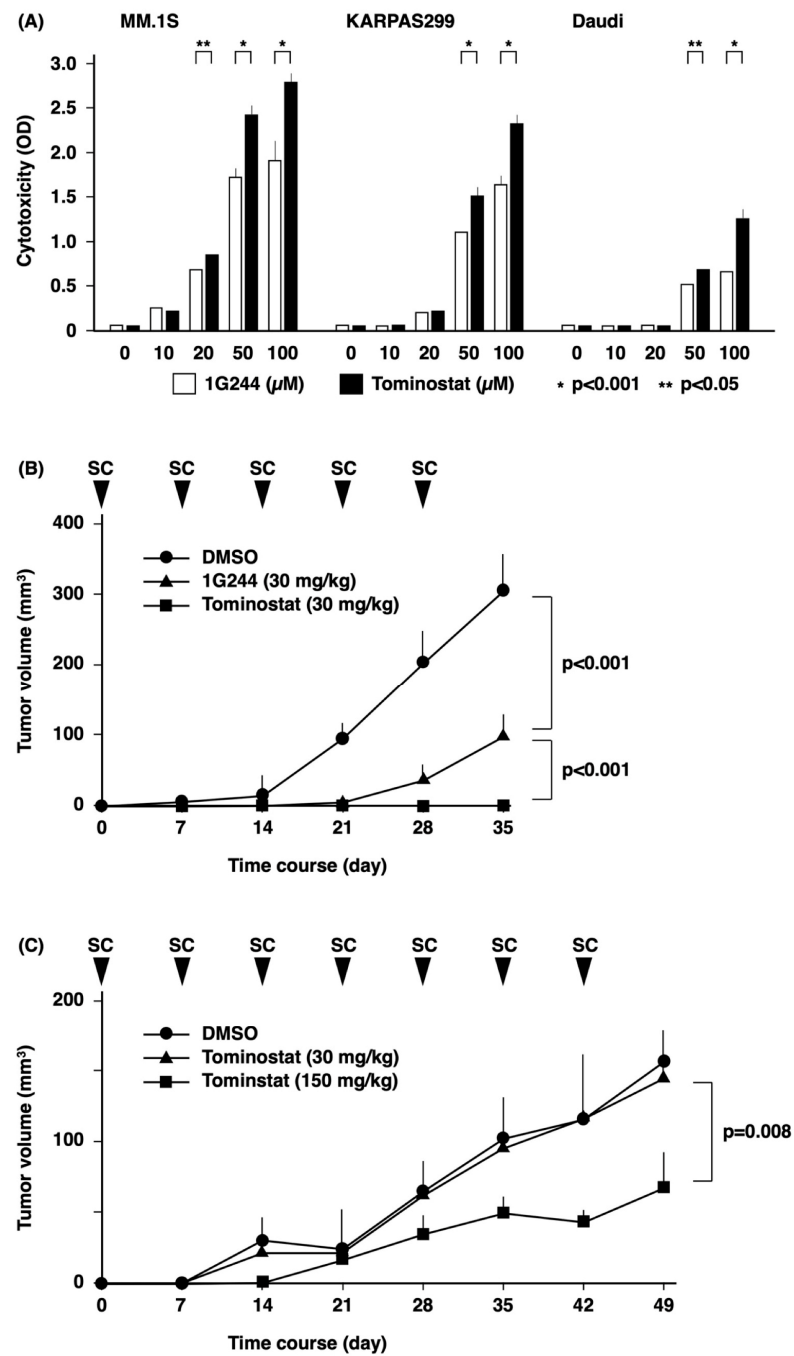 (A) MM.1S KARPAS299 Daudi
** * * * * ** *
3.0
2.5
2.0
1.5
1.0
0.5
0
Cytotoxicity (OD)
0 10 20 50 100 0 10 20 50 100 0 10 20 50 100
1G244 (µM) Tominostat (µM) * p<0.001 ** p<0.05
(B) SC SC SC SC SC
400
300
200
100
0
Tumor volume (mm³)
DMSO
1G244 (30 mg/kg)
Tominostat (30 mg/kg)
p<0.001
p<0.001
0 7 14 21 28 35
Time course (day)
(C) SC SC SC SC SC SC SC
200
100
0
Tumor volume (mm³)
DMSO
Tominostat (30 mg/kg)
Tominstat (150 mg/kg)
p=0.008
0 7 14 21 28 35 42 49
Time course (day)